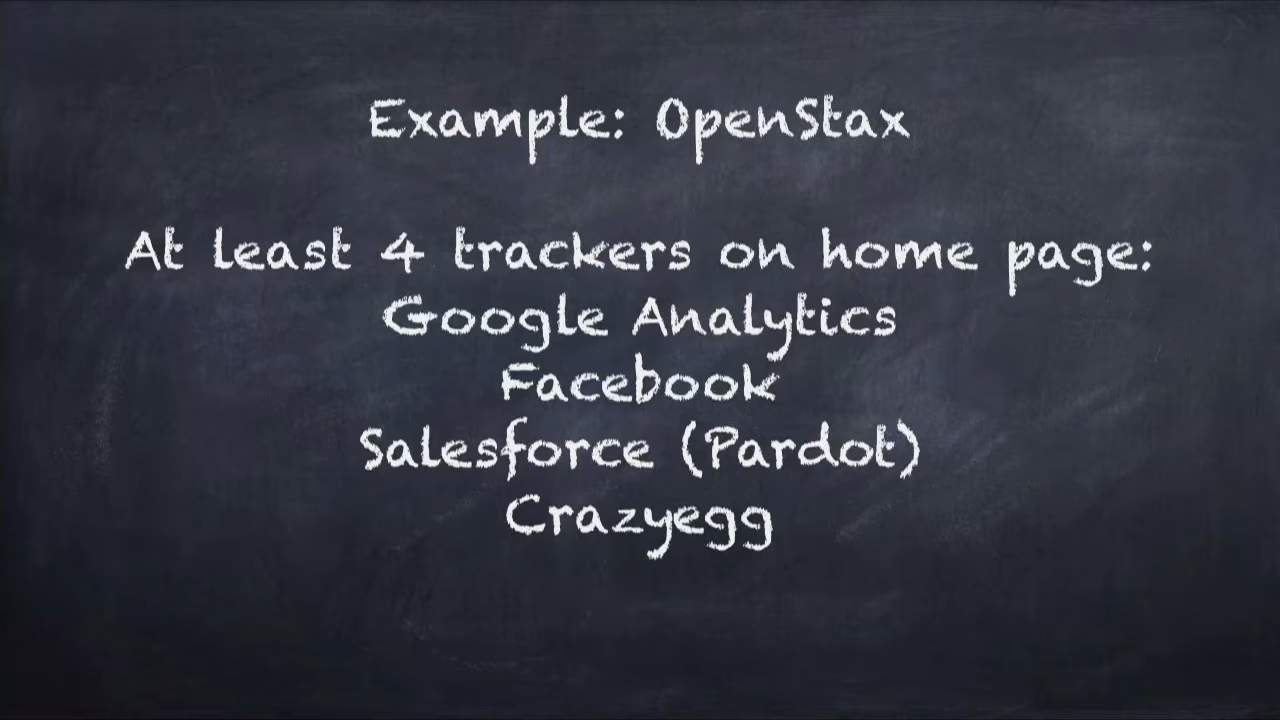 Example: OpenStax
At least 4 trackers on home page:
Google Analytics
Facebook
Salesforce (Pardot)
Crazyegg